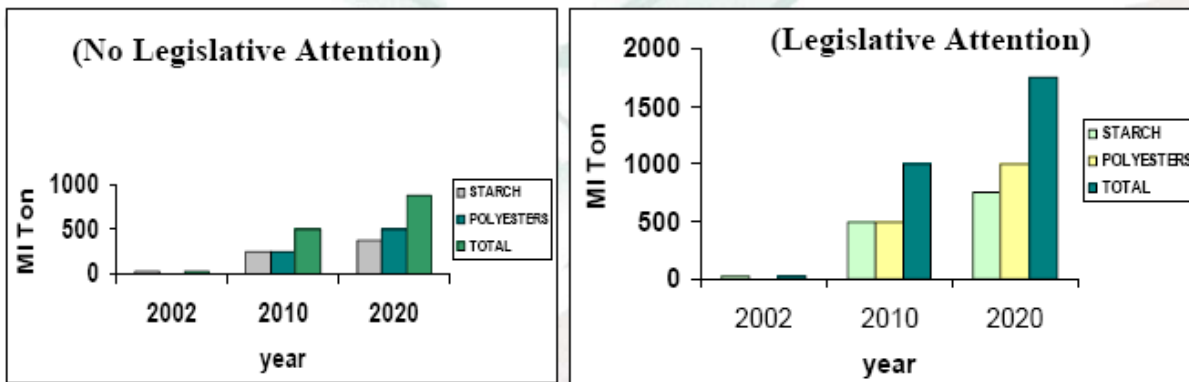 (No Legislative Attention)
MI Ton
1000
500
0
2002 2010 2020
year
STARCH
POLYESTERS
TOTAL
(Legislative Attention)
MI Ton
2000
1500
1000
500
0
2002 2010 2020
year
STARCH
POLYESTERS
TOTAL